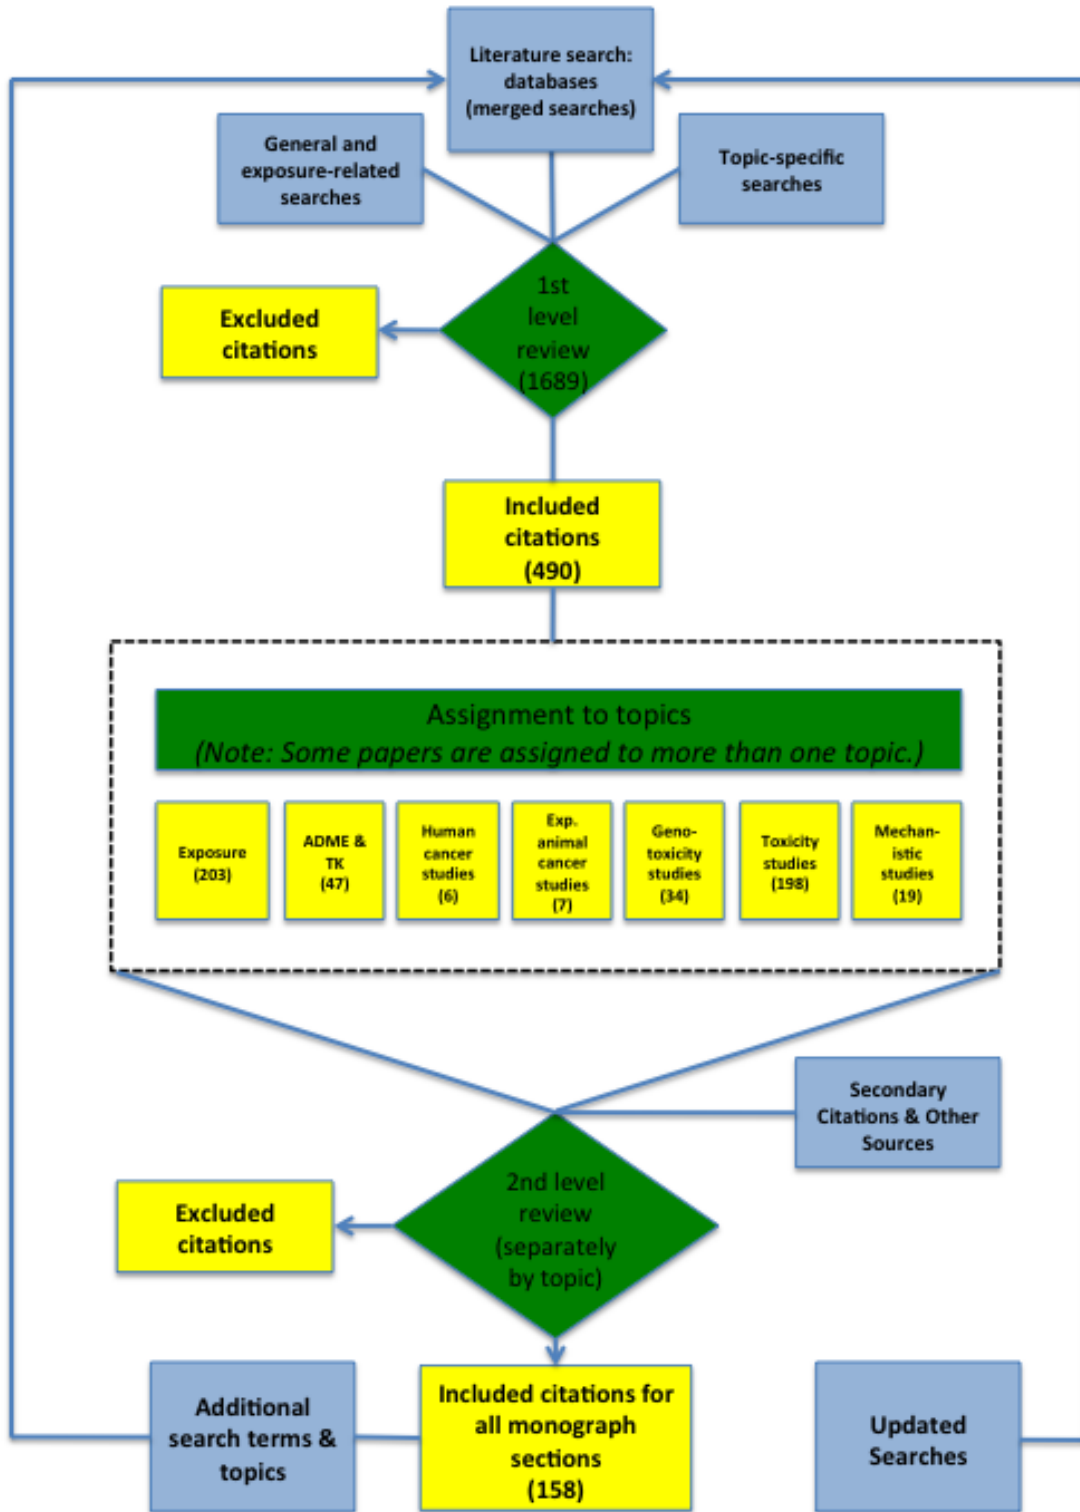 Literature search:
databases
(merged searches)
General and
exposure-related
searches
Topic-specific
searches
1st
level
review
(1689)
Excluded
citations
Included
citations
(490)
Assignment to topics
(Note: Some papers are assigned to more than one topic.)
Exposure
(203)
ADME &
TK
(47)
Human
cancer
studies
(6)
Exp.
animal
cancer
studies
(7)
Geno-
toxicity
studies
(34)
Toxicity
studies
(198)
Mechan-
istic
studies
(19)
Secondary
Citations & Other
Sources
2nd level
review
(separately
by topic)
Excluded
citations
Additional
search terms &
topics
Included citations for
all monograph
sections
(158)
Updated
Searches